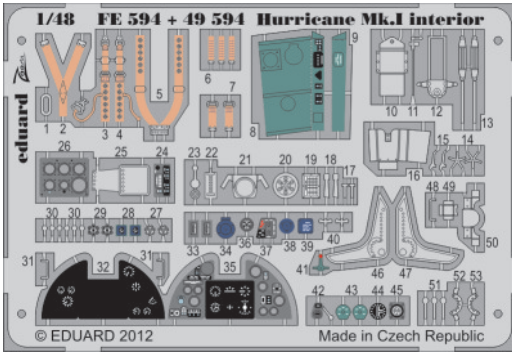 1/48 FE 594 + 49 594 Hurricane Mk.I interior
eduard
1 2 3 4 5 6 7 8 9 10 11 12 13
14 15 16 17 18 19 20 21 22 23 24 25 26
27 28 29 30 30 31 31 32 33 34 35 36 37 38 39 40
41 42 43 44 45 46 47 48 49 50 51 52 53
© EDUARD 2012
Made in Czech Republic